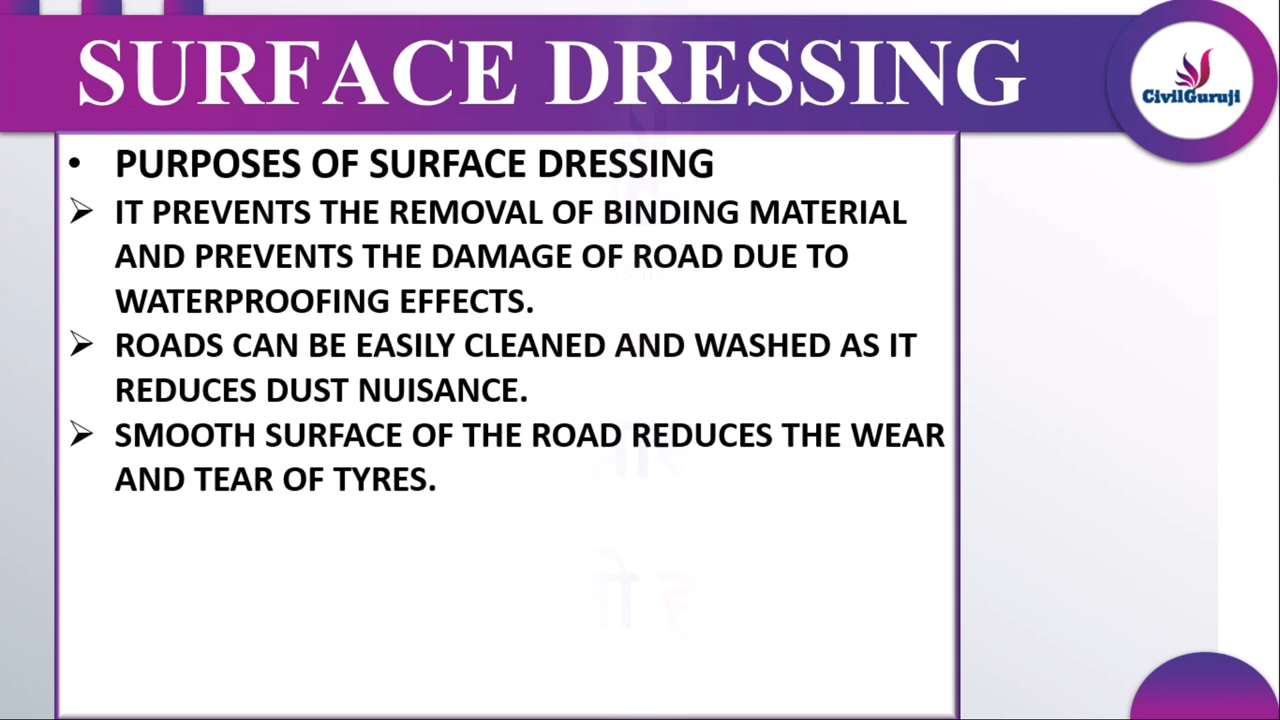 SURFACE DRESSING
CivilGuruji
• PURPOSES OF SURFACE DRESSING
➢ IT PREVENTS THE REMOVAL OF BINDING MATERIAL
AND PREVENTS THE DAMAGE OF ROAD DUE TO
WATERPROOFING EFFECTS.
➢ ROADS CAN BE EASILY CLEANED AND WASHED AS IT
REDUCES DUST NUISANCE.
➢ SMOOTH SURFACE OF THE ROAD REDUCES THE WEAR
AND TEAR OF TYRES.